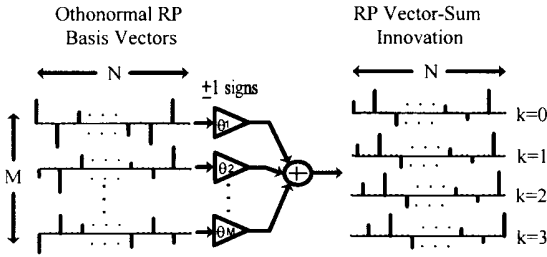 Othonormal RP
Basis Vectors
RP Vector-Sum
Innovation
N
N
±1 signs
M
θ1
θ2
θM
+
k=0
k=1
k=2
k=3